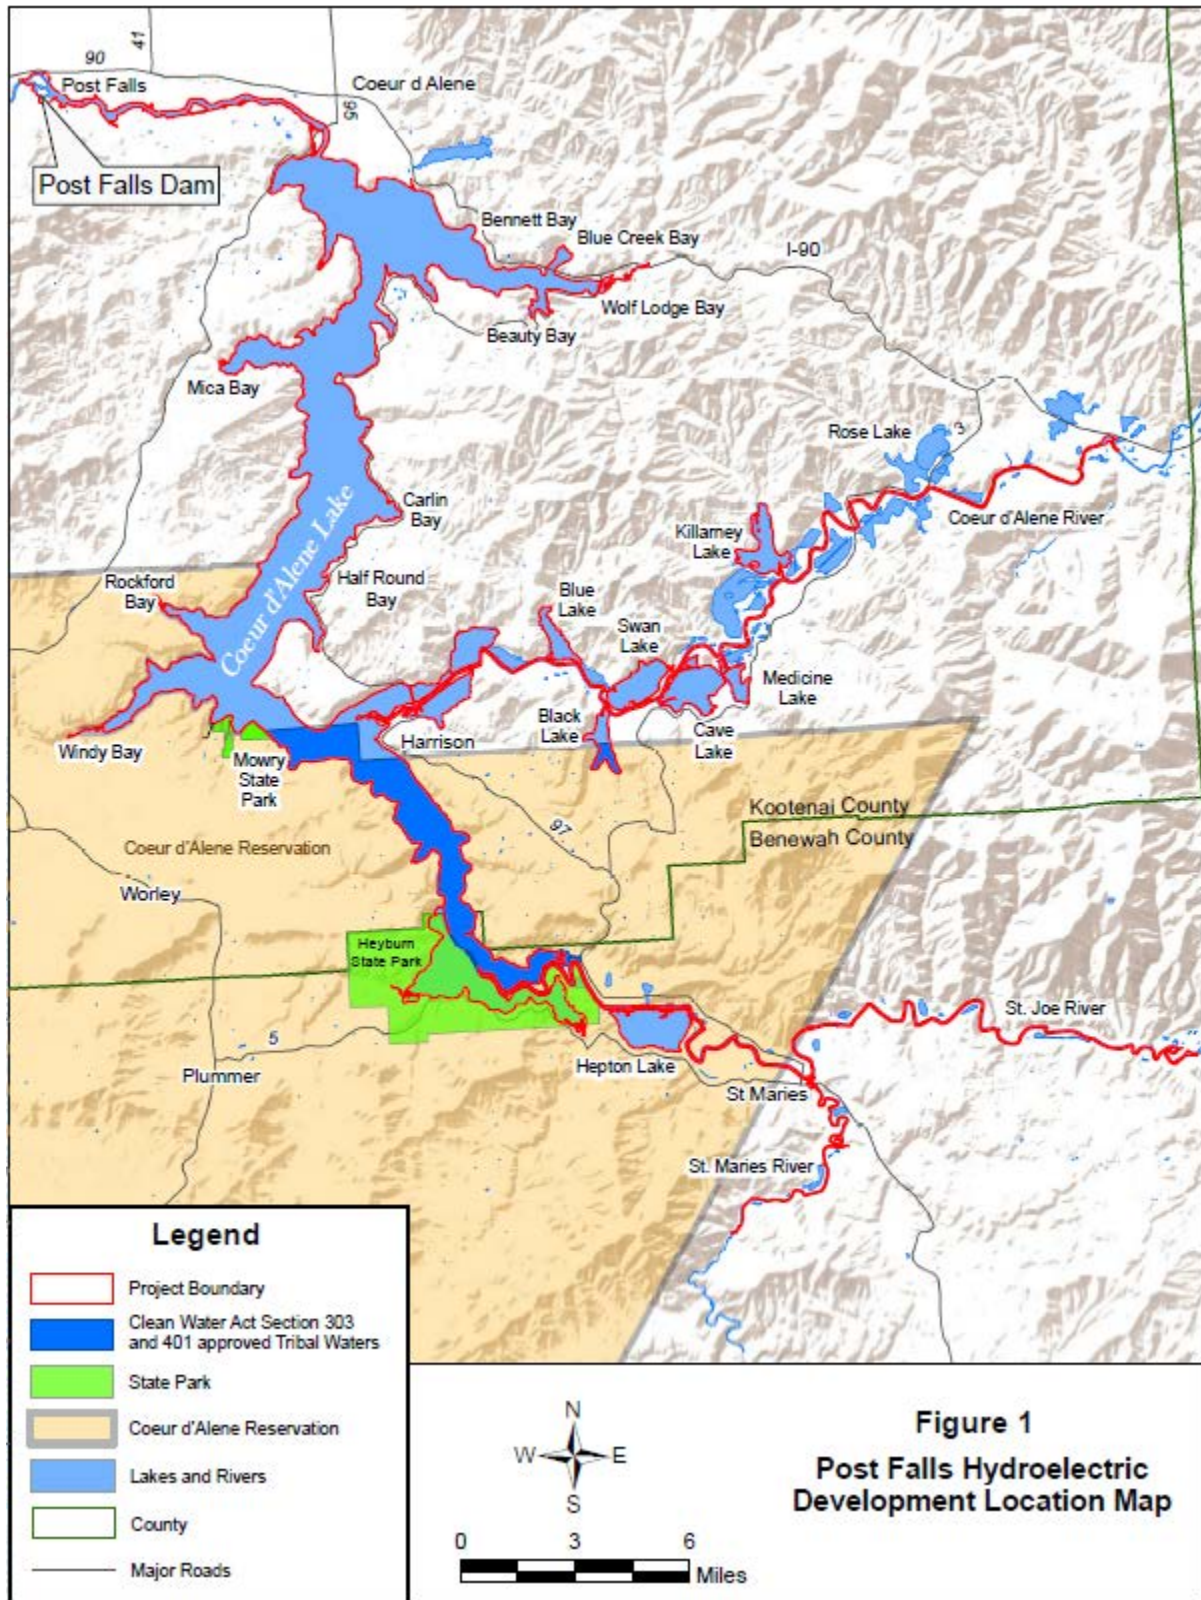 41
90
Post Falls
Coeur d Alene
95
Post Falls Dam
Bennett Bay
Blue Creek Bay
I-90
Wolf Lodge Bay
Beauty Bay
Mica Bay
Rose Lake
3
Carlin
Bay
Coeur d'Alene River
Killarney
Lake
Coeur d'Alene Lake
Rockford
Bay
Half Round
Bay
Blue
Lake
Swan
Lake
Medicine
Lake
Black
Lake
Cave
Lake
Windy Bay
Harrison
Mowry
State
Park
Kootenai County
Benewah County
97
Coeur d'Alene Reservation
Worley
Heyburn
State Park
St. Joe River
5
Hepton Lake
Plummer
St Maries
St. Maries River
Legend
Project Boundary
Clean Water Act Section 303
and 401 approved Tribal Waters
State Park
Coeur d'Alene Reservation
Lakes and Rivers
County
Major Roads
N
W
E
S
0 3 6
Miles
Figure 1
Post Falls Hydroelectric
Development Location Map